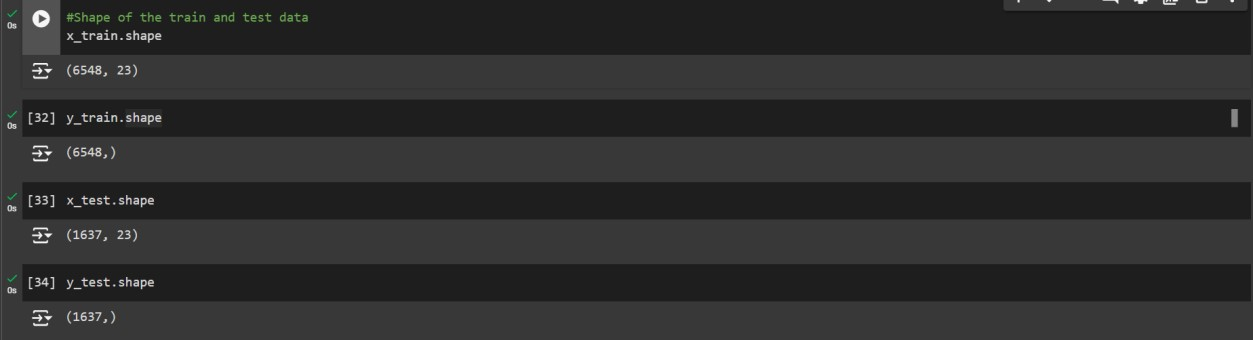 #Shape of the train and test data
x_train.shape
0s
(6548, 23)
[32] y_train.shape
0s
(6548,)
[33] x_test.shape
0s
(1637, 23)
[34] y_test.shape
0s
(1637,)